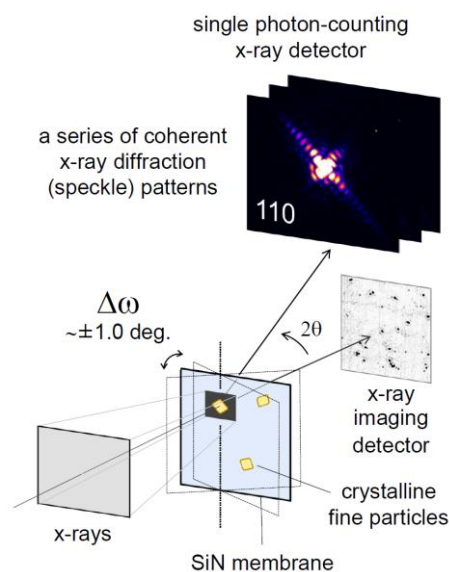 single photon-counting
x-ray detector
a series of coherent
x-ray diffraction
(speckle) patterns
110
Δω
~±1.0 deg.
2θ
x-ray
imaging
detector
crystalline
fine particles
x-rays
SiN membrane